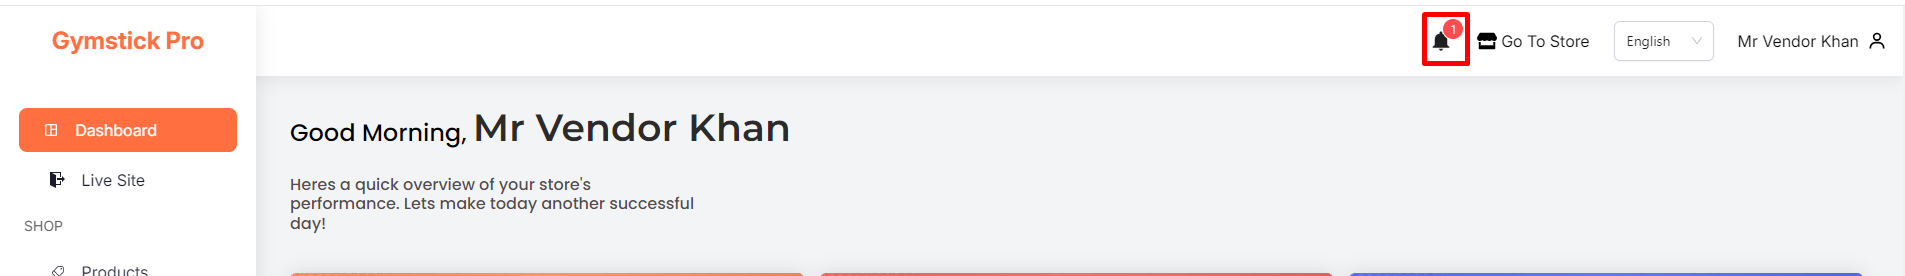 Gymstick Pro
1
Go To Store
English
Mr Vendor Khan
Dashboard
Live Site
SHOP
Products
Good Morning, Mr Vendor Khan
Heres a quick overview of your store's
performance. Lets make today another successful
day!